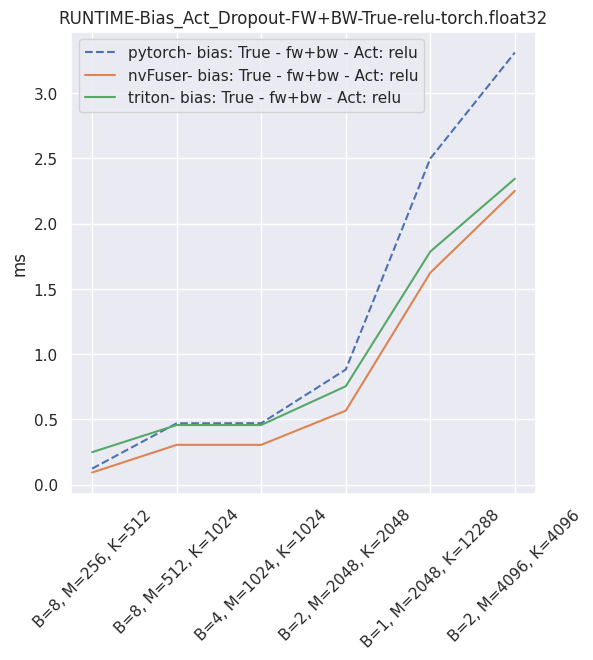 RUNTIME-Bias_Act_Dropout-FW+BW-True-relu-torch.float32
pytorch- bias: True - fw+bw - Act: relu
nvFuser- bias: True - fw+bw - Act: relu
triton- bias: True - fw+bw - Act: relu
3.0
2.5
2.0
1.5
1.0
0.5
0.0
ms
B=8, M=256, K=512
B=8, M=512, K=1024
B=4, M=1024, K=1024
B=2, M=2048, K=2048
B=1, M=2048, K=12288
B=2, M=4096, K=4096